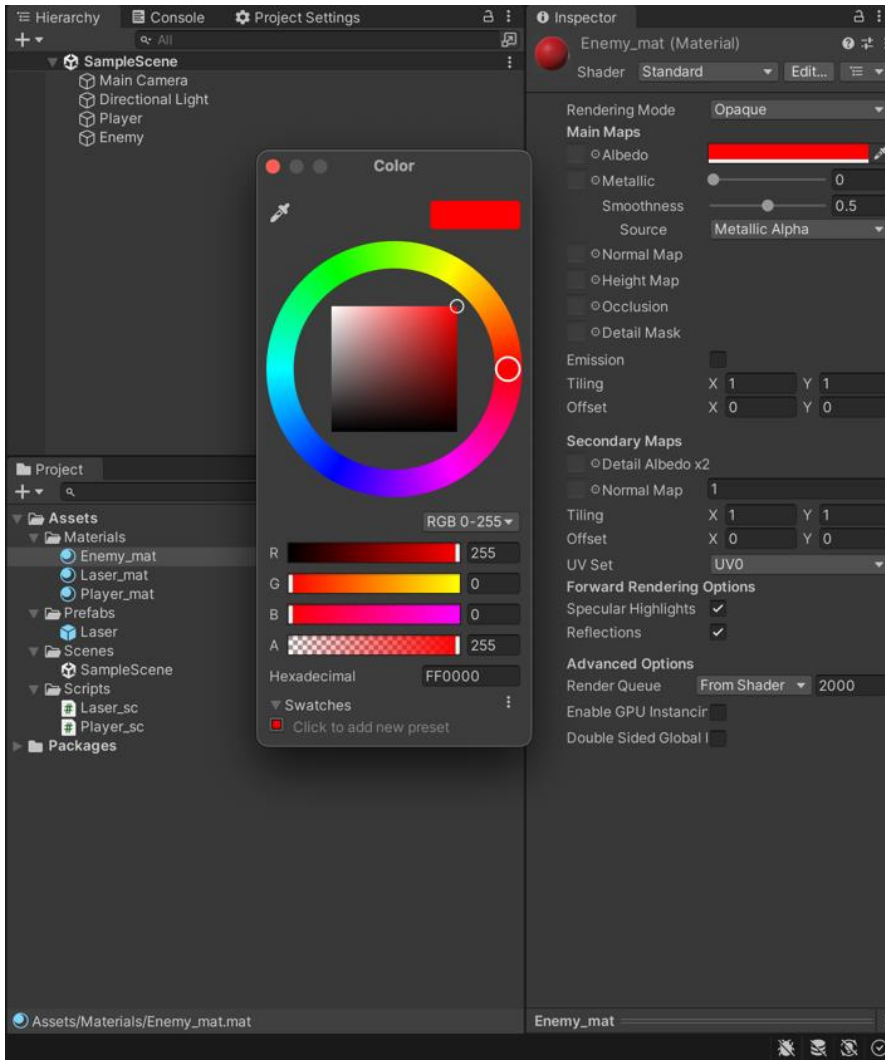 Hierarchy Console Project Settings
All
SampleScene
Main Camera
Directional Light
Player
Enemy
Color
RGB 0-255
R 255
G 0
B 0
A 255
Hexadecimal FF0000
Swatches
Click to add new preset
Project
Assets
Materials
Enemy_mat
Laser_mat
Player_mat
Prefabs
Laser
Scenes
SampleScene
Scripts
Laser_sc
Player_sc
Packages
Assets/Materials/Enemy_mat.mat
Inspector
Enemy_mat (Material)
Shader Standard Edit...
Rendering Mode Opaque
Main Maps
Albedo
Metallic 0
Smoothness 0.5
Source Metallic Alpha
Normal Map
Height Map
Occlusion
Detail Mask
Emission
Tiling X 1 Y 1
Offset X 0 Y 0
Secondary Maps
Detail Albedo x2
Normal Map 1
Tiling X 1 Y 1
Offset X 0 Y 0
UV Set UV0
Forward Rendering Options
Specular Highlights
Reflections
Advanced Options
Render Queue From Shader 2000
Enable GPU Instancin
Double Sided Global I
Enemy_mat